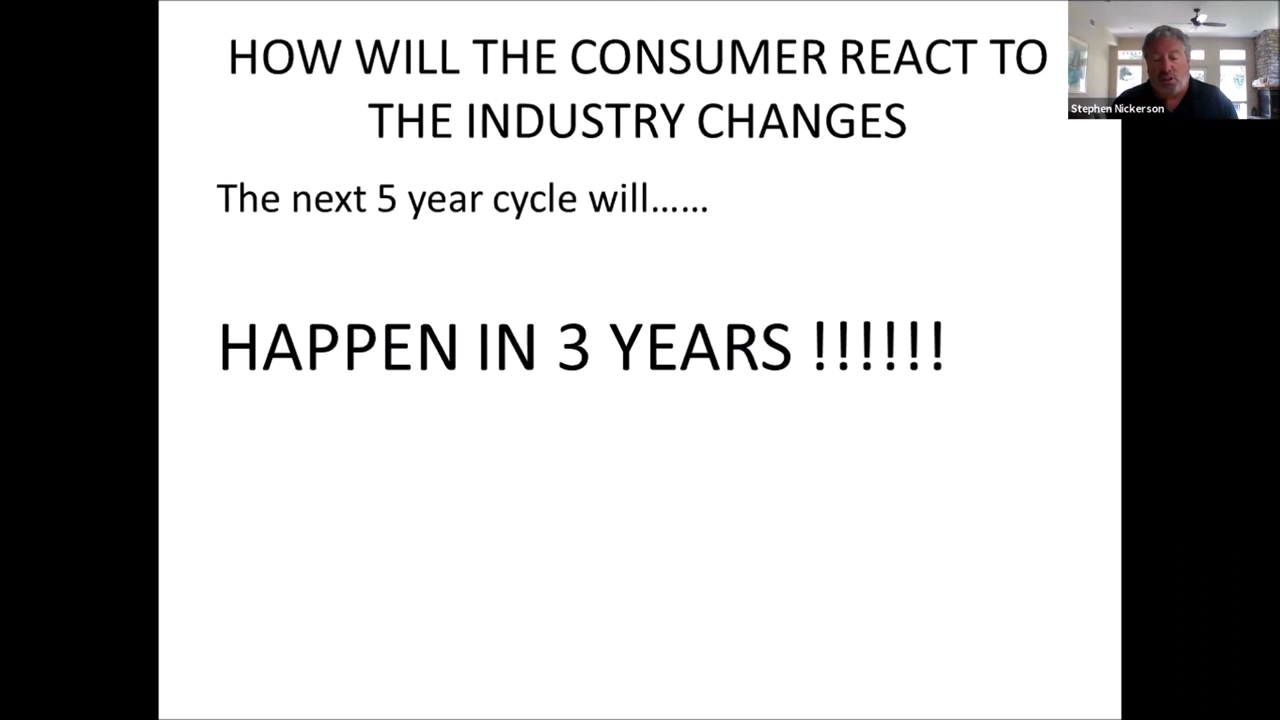 HOW WILL THE CONSUMER REACT TO
THE INDUSTRY CHANGES
Stephen Nickerson
The next 5 year cycle will......
HAPPEN IN 3 YEARS !!!!!!